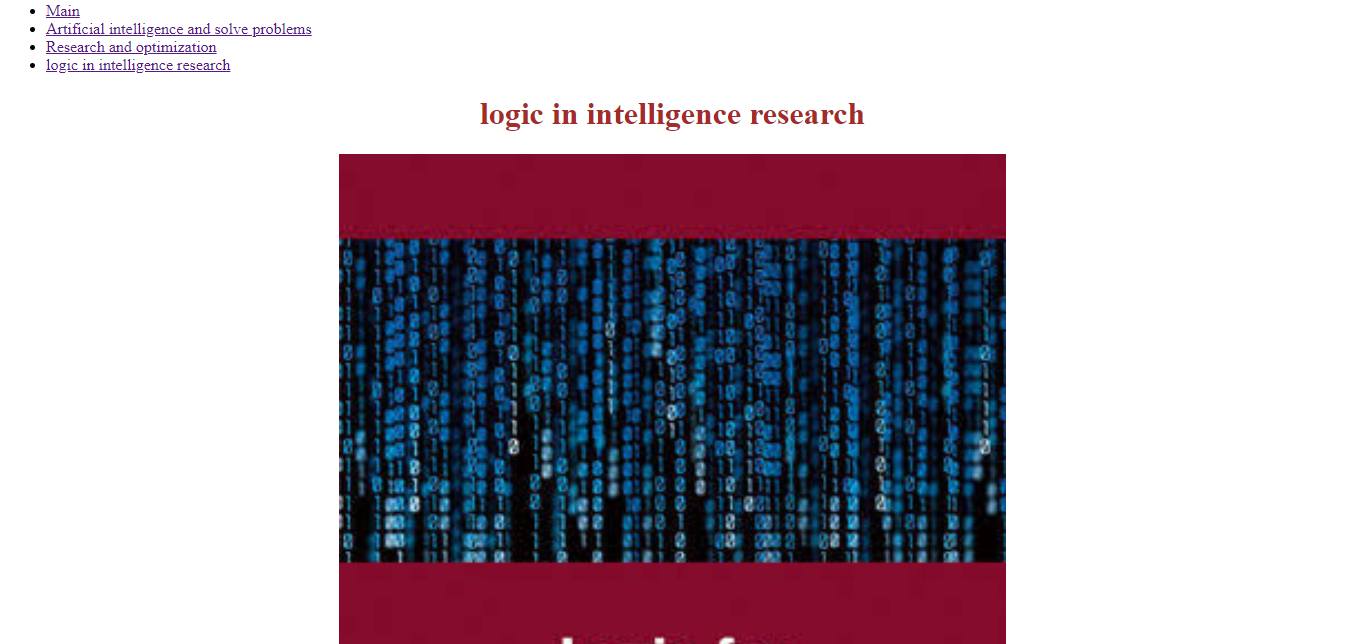 Main
Artificial intelligence and solve problems
Research and optimization
logic in intelligence research
logic in intelligence research